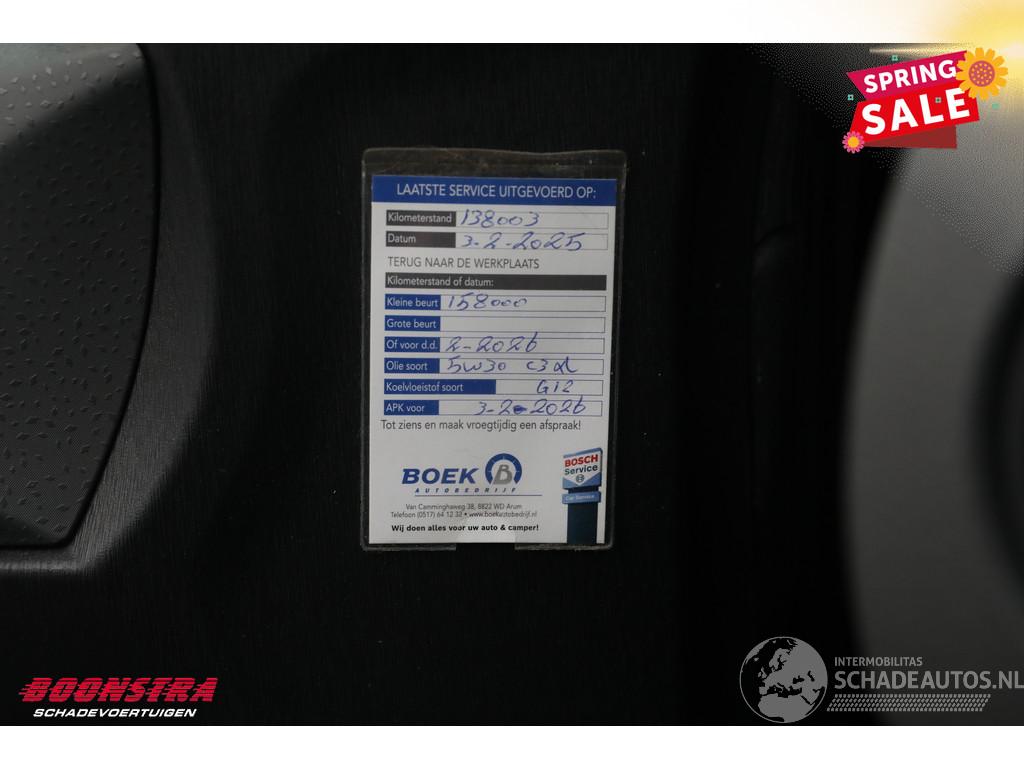 SPRING
SALE
LAATSTE SERVICE UITGEVOERD OP:
Kilometerstand 138003
Datum 3-2-2025
TERUG NAAR DE WERKPLAATS
Kilometerstand of datum:
Kleine beurt 158000
Grote beurt
Of voor d.d. 2-2026
Olie soort 5W30 C3
Koelvloeistof soort G12
APK voor 3-2-2026
Tot ziens en maak vroegtijdig een afspraak!
BOEK B
AUTOBEDRIJF
BOSCH
Service
Car Service
Van Camminghaweg 38, 8822 WD Arum
Telefoon (0517) 64 12 32 • www.boekautobedrijf.nl
Wij doen alles voor uw auto & camper!
BOONSTRA
SCHADEVOERTUIGEN
INTERMOBILITAS
SCHADEAUTOS.NL